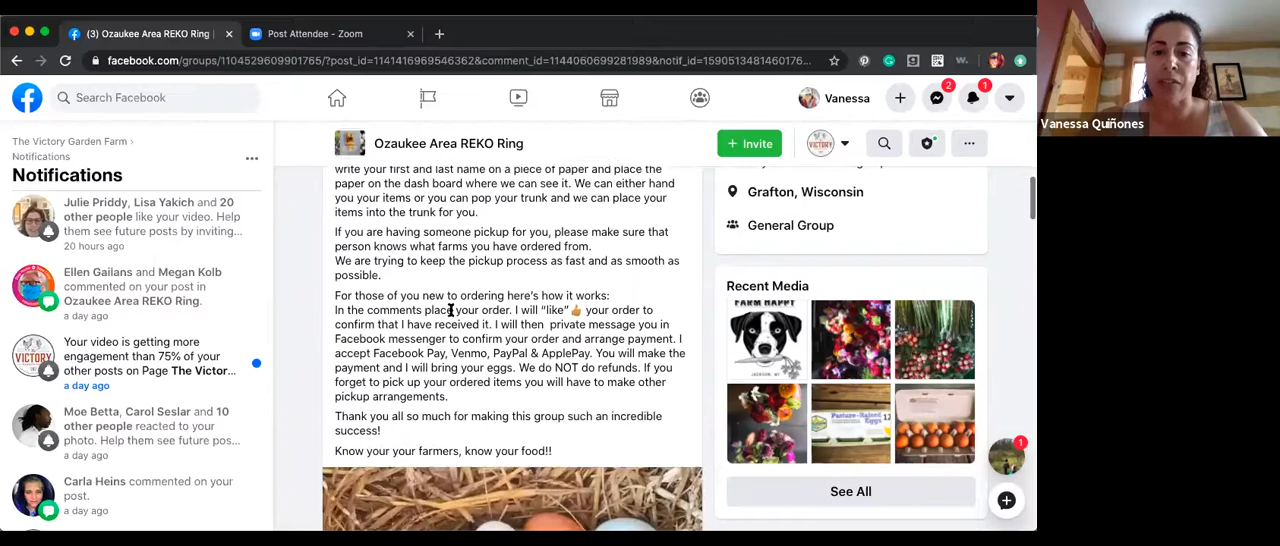 (3) Ozaukee Area REKO Ring
Post Attendee - Zoom
facebook.com/groups/1104529609901765/?post_id=1141416969546362&comment_id=1144060699281989&notif_id=1590513481460176...
Search Facebook
Vanessa
2
1
Vanessa Quiñones
The Victory Garden Farm ›
Notifications
Notifications
Julie Priddy, Lisa Yakich and 20
other people like your video. Help
them see future posts by inviting...
20 hours ago
Ellen Gailans and Megan Kolb
commented on your post in
Ozaukee Area REKO Ring.
a day ago
VICTORY
Your video is getting more
engagement than 75% of your
other posts on Page The Victor...
a day ago
Moe Betta, Carol Seslar and 10
other people reacted to your
photo. Help them see future pos...
a day ago
Carla Heins commented on your
post.
a day ago
Ozaukee Area REKO Ring
+ Invite
VICTORY
write your first and last name on a piece of paper and place the
paper on the dash board where we can see it. We can either hand
you your items or you can pop your trunk and we can place your
items into the trunk for you.
If you are having someone pickup for you, please make sure that
person knows what farms you have ordered from.
We are trying to keep the pickup process as fast and as smooth as
possible.
For those of you new to ordering here's how it works:
In the comments place your order. I will "like"👍 your order to
confirm that I have received it. I will then private message you in
Facebook messenger to confirm your order and arrange payment. I
accept Facebook Pay, Venmo, PayPal & ApplePay. You will make the
payment and I will bring your eggs. We do NOT do refunds. If you
forget to pick up your ordered items you will have to make other
pickup arrangements.
Thank you all so much for making this group such an incredible
success!
Know your your farmers, know your food!!
Grafton, Wisconsin
General Group
Recent Media
FARM HAPPY
JACKSON, WI
Pasture-Raised
Eggs
12
See All
1